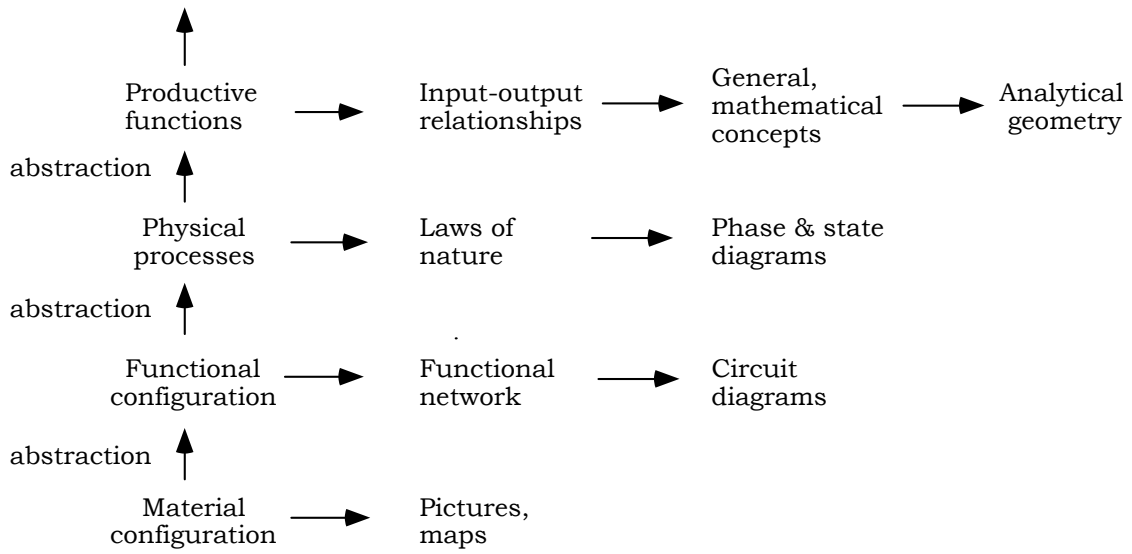 Productive
functions
Input-output
relationships
General,
mathematical
concepts
Analytical
geometry
abstraction
Physical
processes
Laws of
nature
Phase & state
diagrams
abstraction
Functional
configuration
Functional
network
Circuit
diagrams
abstraction
Material
configuration
Pictures,
maps